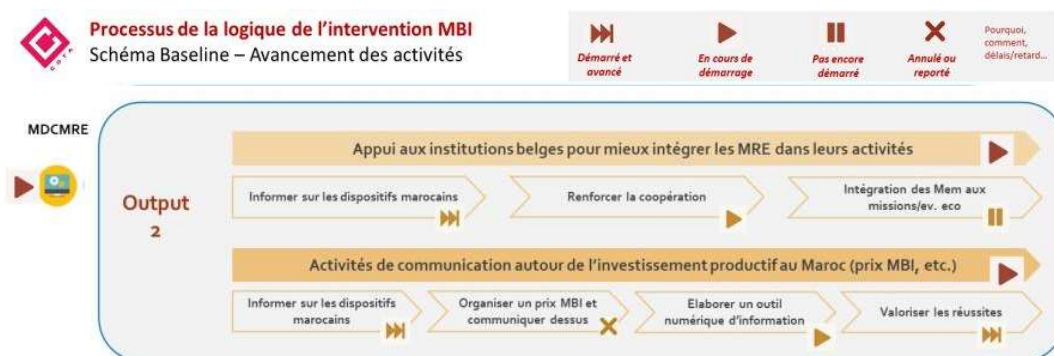 Processus de la logique de l'intervention MBI
Schéma Baseline – Avancement des activités
Démarré et
avancé
En cours de
démarrage
Pas encore
démarré
Annulé ou
reporté
Pourquoi,
comment,
délais/retard...
MDCMRE
Output
2
Appui aux institutions belges pour mieux intégrer les MRE dans leurs activités
Informer sur les dispositifs marocains
Renforcer la coopération
Intégration des Mem aux
missions/ev. eco
Activités de communication autour de l'investissement productif au Maroc (prix MBI, etc.)
Informer sur les dispositifs
marocains
Organiser un prix MBI et
communiquer dessus
Elaborer un outil
numérique d'information
Valoriser les réussites